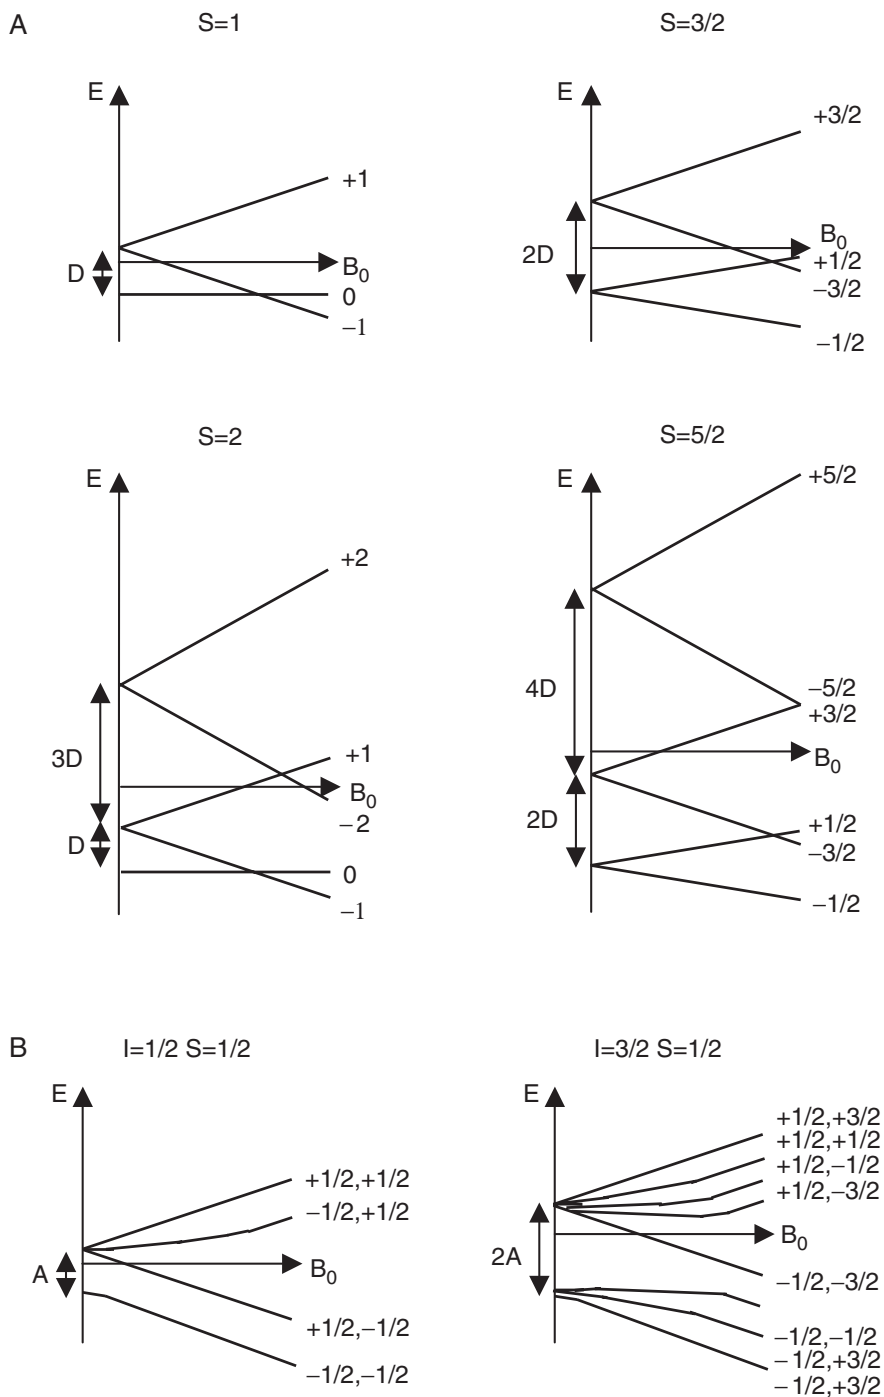 A
S=1
S=3/2
E
+1
D
B0
0
−1
E
+3/2
2D
B0
+1/2
−3/2
−1/2
S=2
S=5/2
E
+2
3D
+1
B0
−2
D
0
−1
E
+5/2
4D
−5/2
+3/2
B0
2D
+1/2
−3/2
−1/2
B
I=1/2 S=1/2
I=3/2 S=1/2
E
+1/2,+1/2
−1/2,+1/2
A
B0
+1/2,−1/2
−1/2,−1/2
E
+1/2,+3/2
+1/2,+1/2
+1/2,−1/2
+1/2,−3/2
B0
2A
−1/2,−3/2
−1/2,−1/2
−1/2,+3/2
−1/2,+3/2